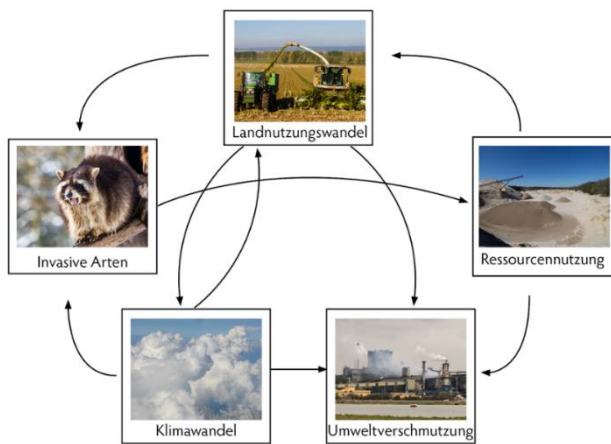 Landnutzungswandel
Invasive Arten
Ressourcennutzung
Klimawandel
Umweltverschmutzung